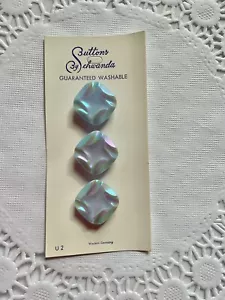 Buttons
By
Schwanda
GUARANTEED WASHABLE
U 2
Western Germany